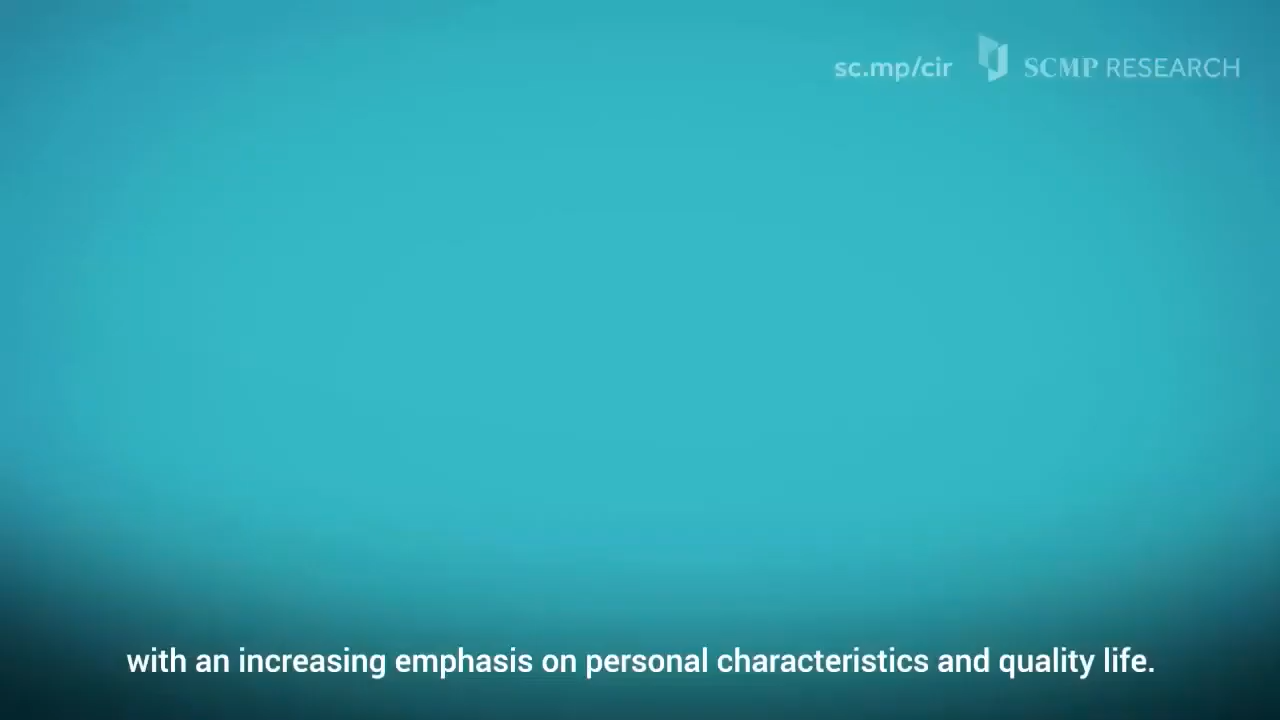 sc.mp/cir SCMP RESEARCH
with an increasing emphasis on personal characteristics and quality life.